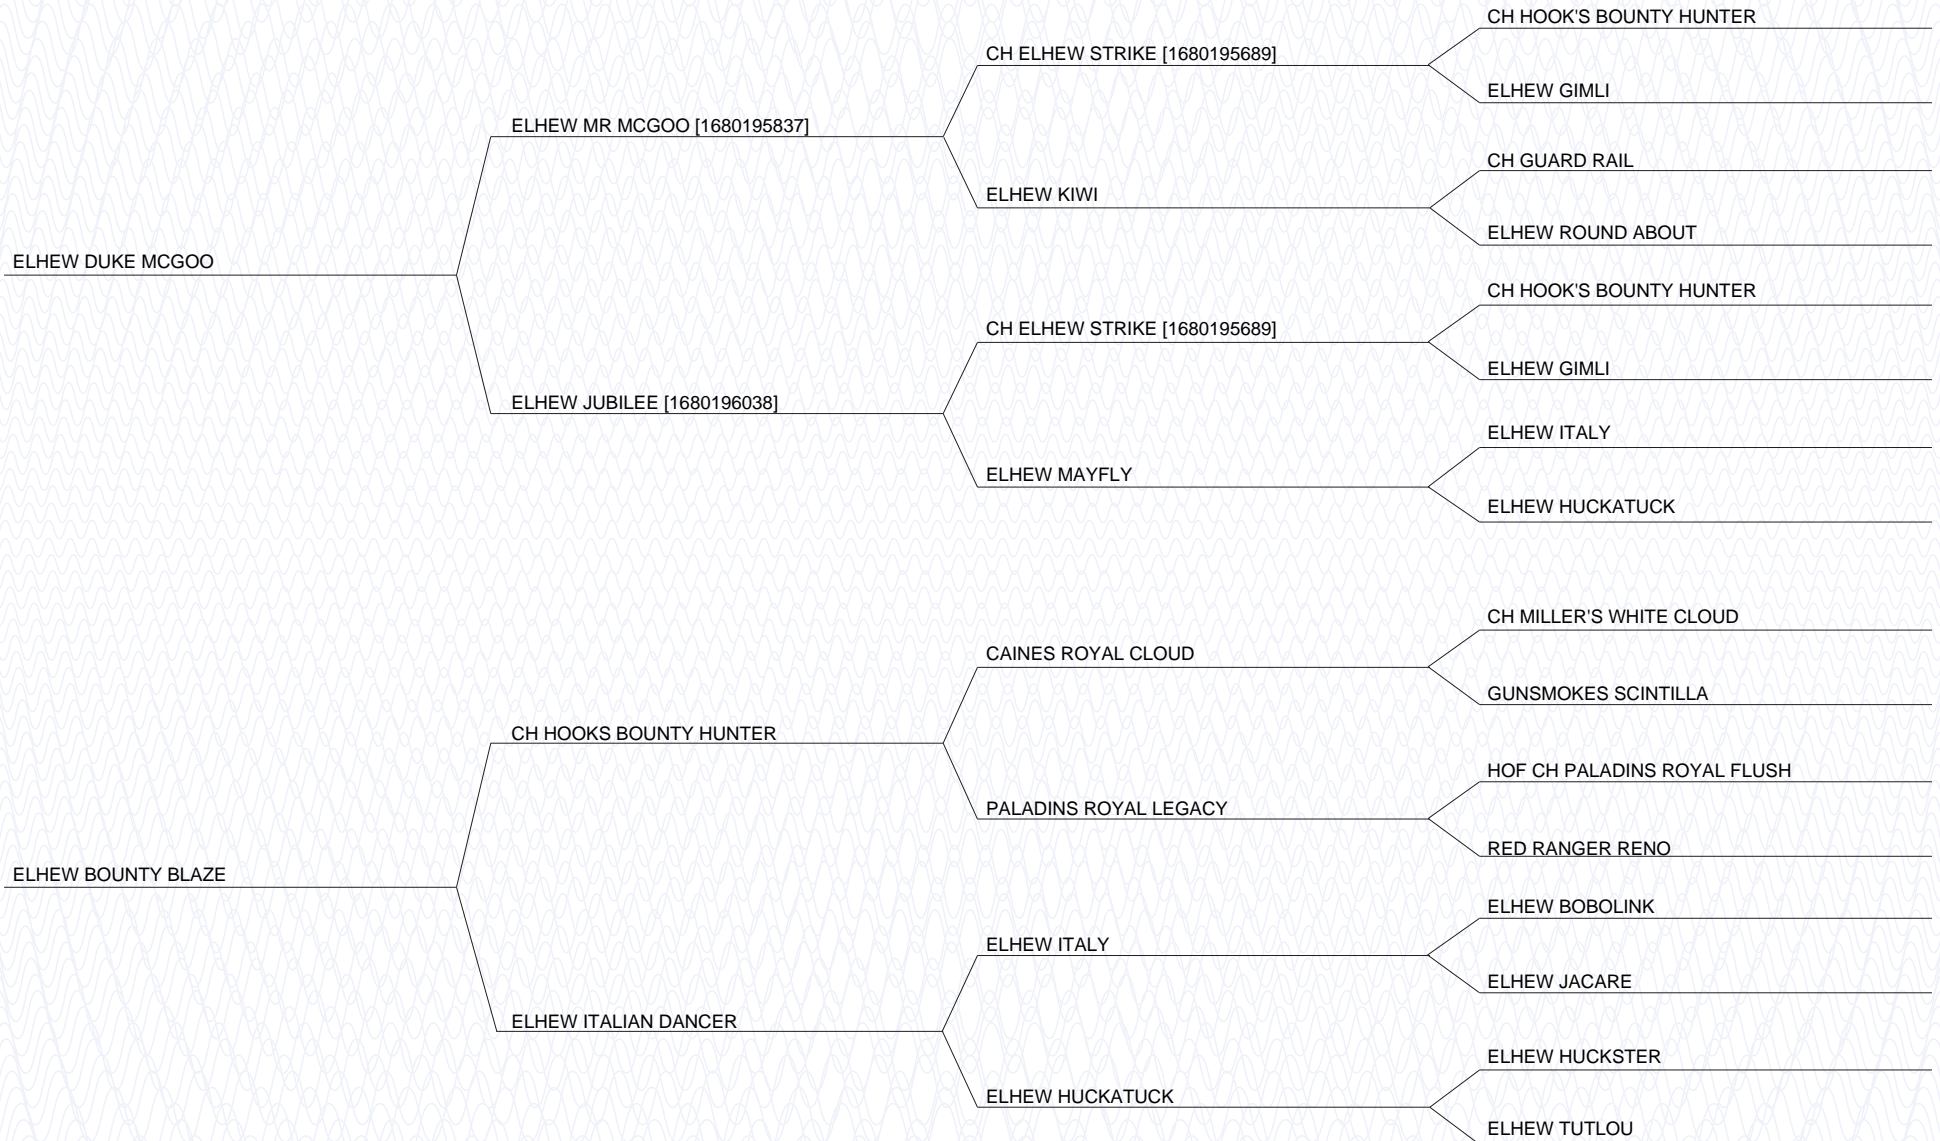 CH HOOK'S BOUNTY HUNTER
CH ELHEW STRIKE [1680195689]
ELHEW GIMLI
ELHEW MR MCGOO [1680195837]
CH GUARD RAIL
ELHEW KIWI
ELHEW ROUND ABOUT
ELHEW DUKE MCGOO
CH HOOK'S BOUNTY HUNTER
CH ELHEW STRIKE [1680195689]
ELHEW GIMLI
ELHEW JUBILEE [1680196038]
ELHEW ITALY
ELHEW MAYFLY
ELHEW HUCKATUCK
CH MILLER'S WHITE CLOUD
CAINES ROYAL CLOUD
GUNSMOKES SCINTILLA
CH HOOKS BOUNTY HUNTER
HOF CH PALADINS ROYAL FLUSH
PALADINS ROYAL LEGACY
RED RANGER RENO
ELHEW BOUNTY BLAZE
ELHEW BOBOLINK
ELHEW ITALY
ELHEW JACARE
ELHEW ITALIAN DANCER
ELHEW HUCKSTER
ELHEW HUCKATUCK
ELHEW TUTLOU